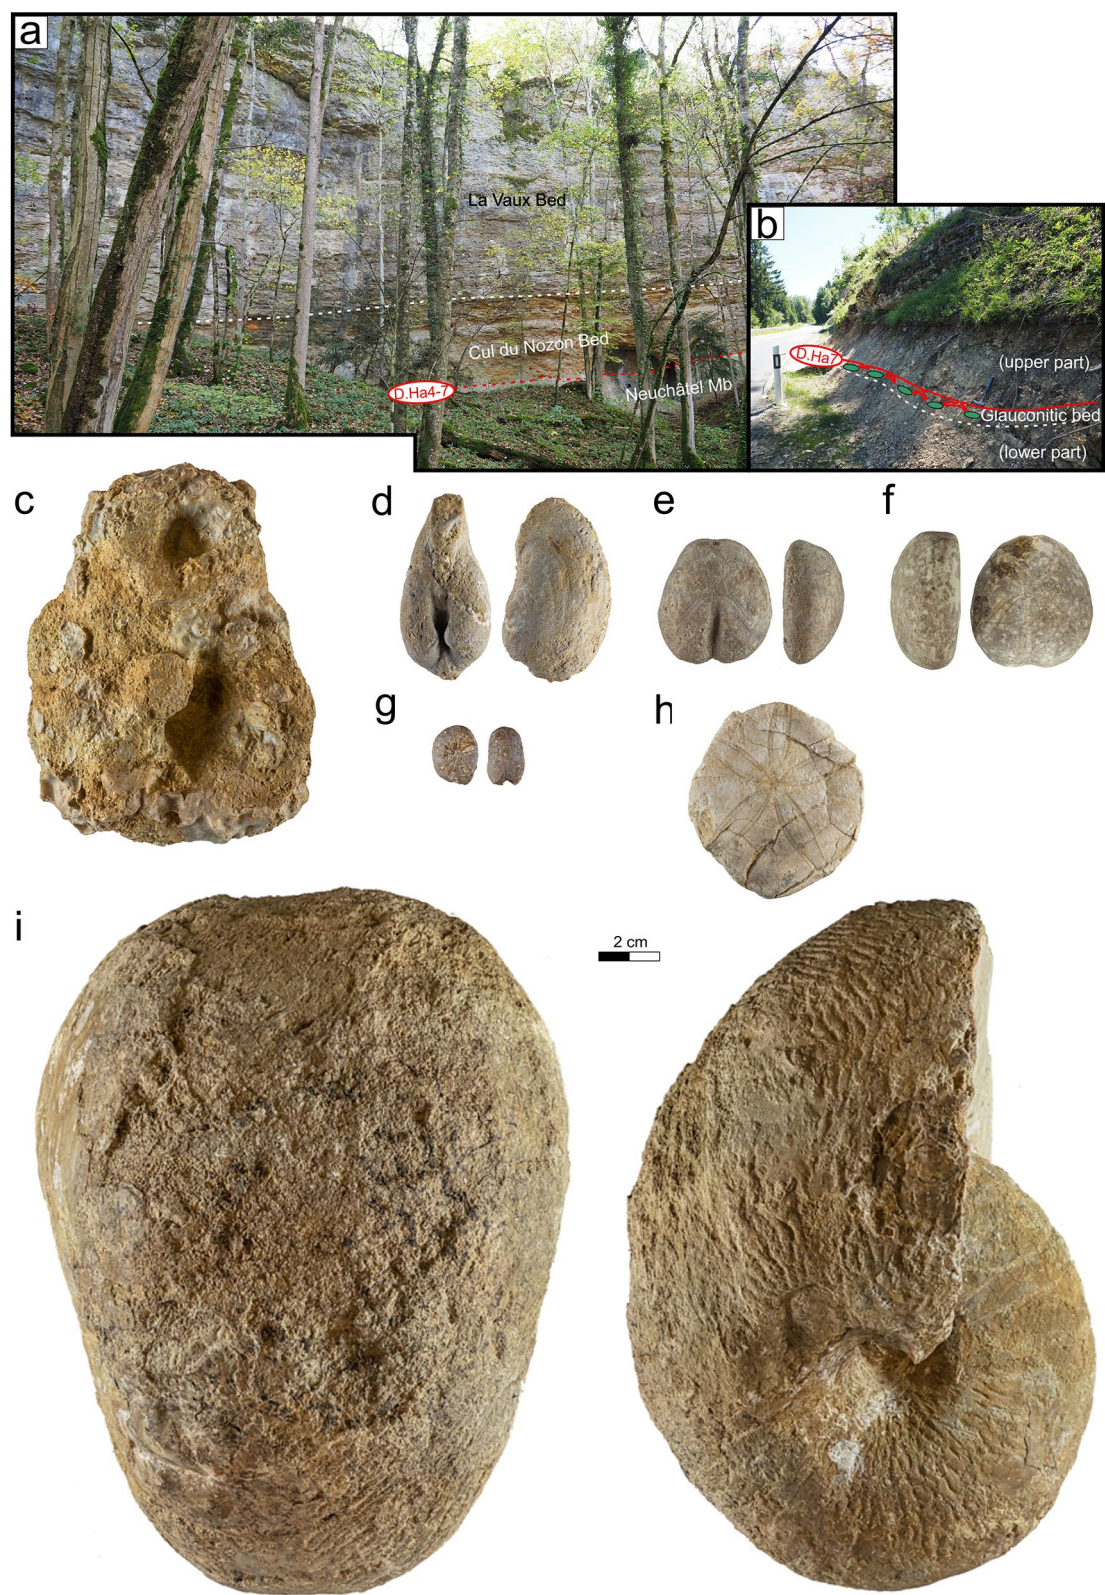 a
La Vaux Bed
Cul du Nozon Bed
D.Ha4-7
Neuchâtel Mb
b
D.Ha7
(upper part)
Glauconitic bed
(lower part)
c
d
e
f
g
h
i
2 cm